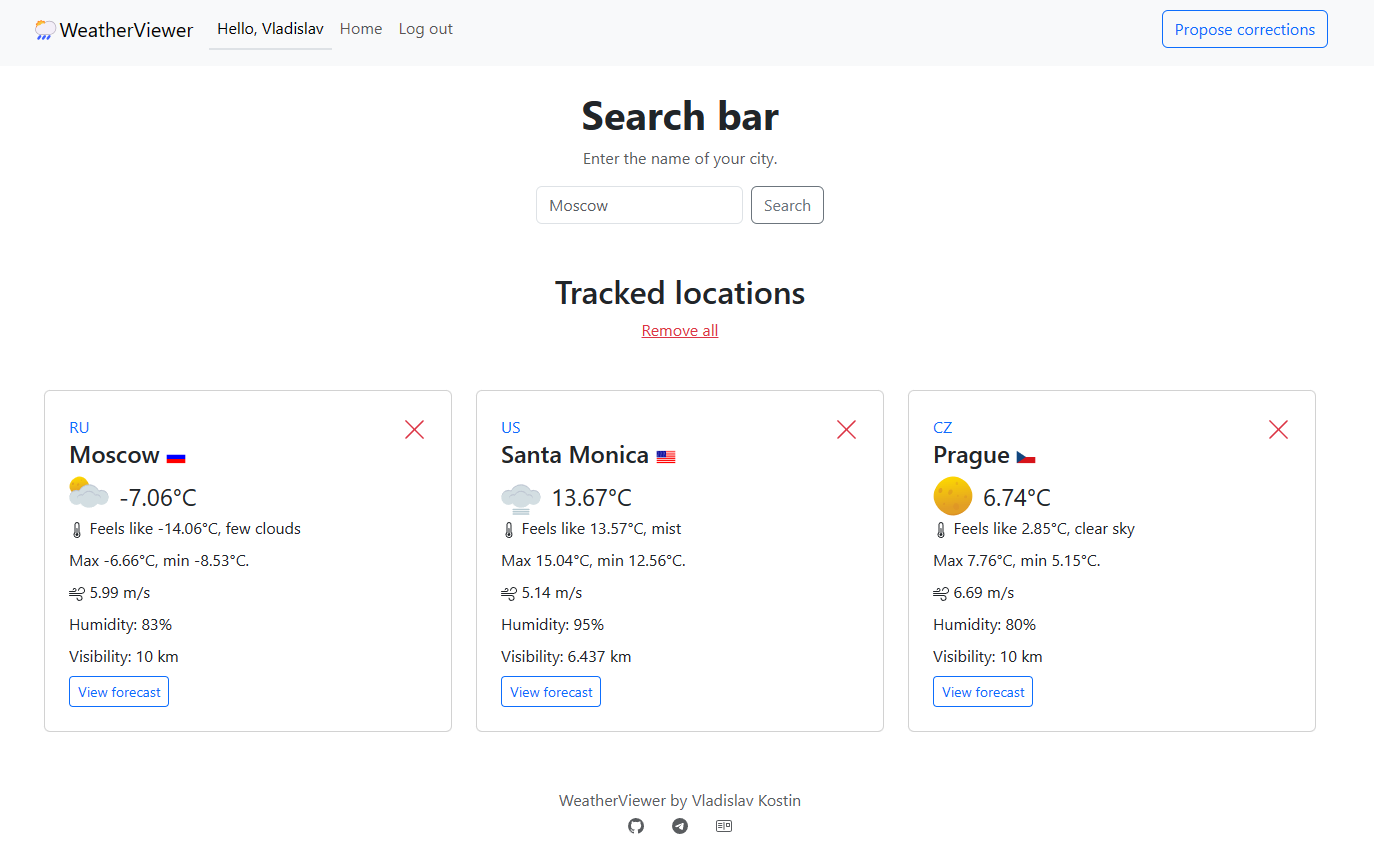 WeatherViewer Hello, Vladislav Home Log out Propose corrections
Search bar
Enter the name of your city.
Moscow Search
Tracked locations
Remove all
RU
Moscow
-7.06°C
Feels like -14.06°C, few clouds
Max -6.66°C, min -8.53°C.
5.99 m/s
Humidity: 83%
Visibility: 10 km
View forecast
US
Santa Monica
13.67°C
Feels like 13.57°C, mist
Max 15.04°C, min 12.56°C.
5.14 m/s
Humidity: 95%
Visibility: 6.437 km
View forecast
CZ
Prague
6.74°C
Feels like 2.85°C, clear sky
Max 7.76°C, min 5.15°C.
6.69 m/s
Humidity: 80%
Visibility: 10 km
View forecast
WeatherViewer by Vladislav Kostin